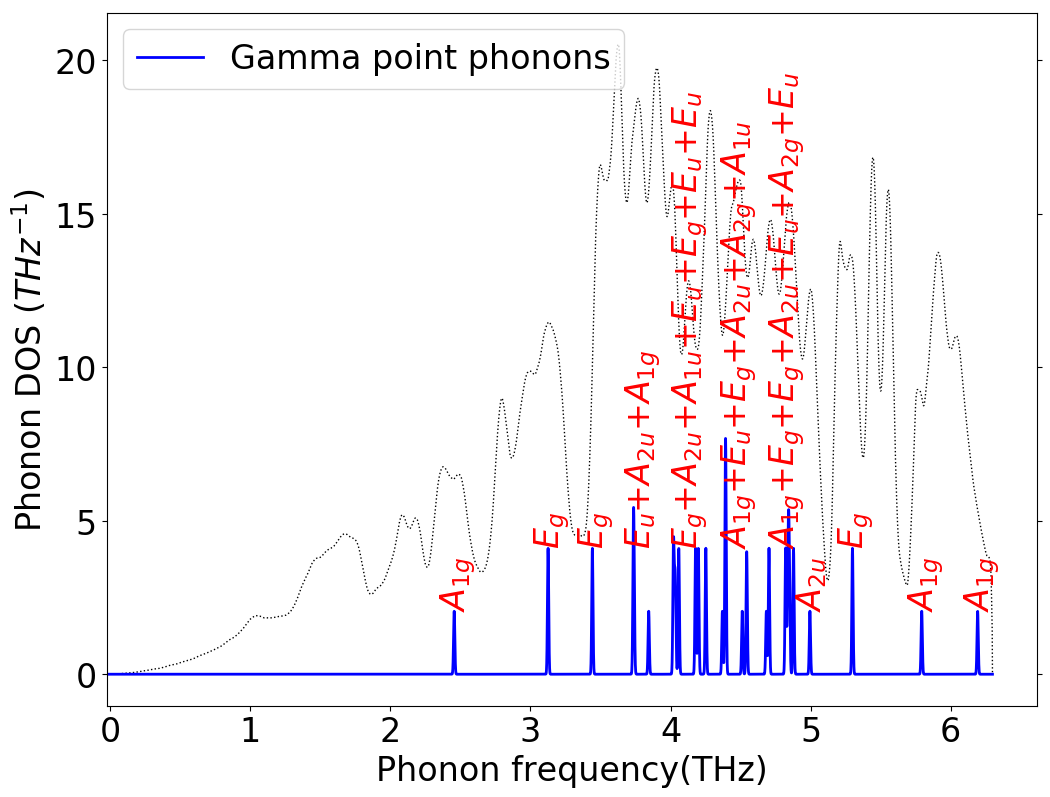 Gamma point phonons
Phonon DOS (THz⁻¹)
20
15
10
5
0
A₁g
Eg
Eg
Eᵤ+A₂ᵤ+A₁g
Eg+A₂ᵤ+A₁ᵤ+Eᵤ+Eg+Eᵤ+Eᵤ
A₁g+Eᵤ+Eg+A₂ᵤ+A₂g+A₁ᵤ
A₁g+Eg+Eg+A₂ᵤ+Eᵤ+A₂g+Eᵤ
A₂ᵤ
Eg
A₁g
A₁g
0 1 2 3 4 5 6
Phonon frequency(THz)